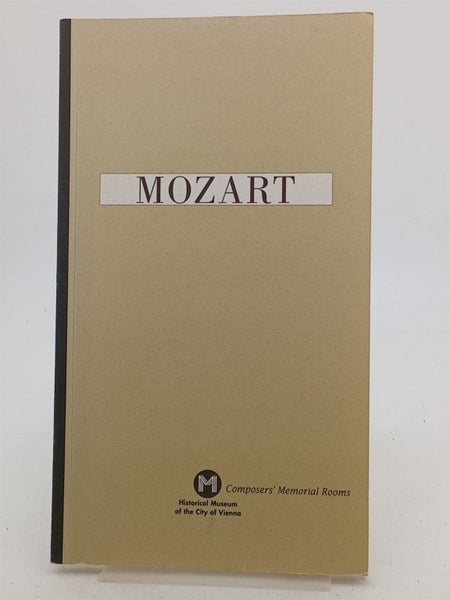 MOZART
M
Composers' Memorial Rooms
Historical Museum
of the City of Vienna